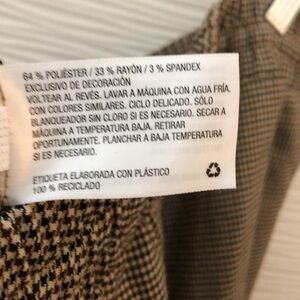 64 % POLIÉSTER / 33 % RAYÓN / 3 % SPANDEX
EXCLUSIVO DE DECORACIÓN
VOLTEAR AL REVÉS. LAVAR A MÁQUINA CON AGUA FRÍA.
CON COLORES SIMILARES. CICLO DELICADO. SÓLO
BLANQUEADOR SIN CLORO SI ES NECESARIO. SECAR A
MÁQUINA A TEMPERATURA BAJA. RETIRAR
OPORTUNAMENTE. PLANCHAR A BAJA TEMPERATURA
SI ES NECESARIO.
ETIQUETA ELABORADA CON PLÁSTICO
100 % RECICLADO